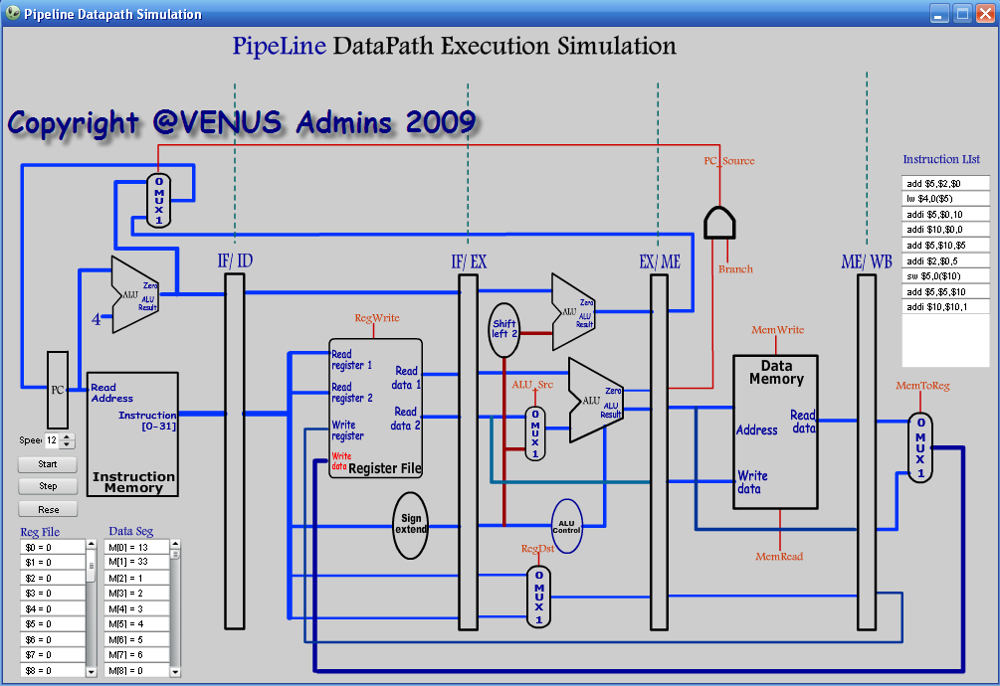 Pipeline Datapath Simulation
PipeLine DataPath Execution Simulation
Copyright @VENUS Admins 2009
PC_Source
Instruction LIst
add $5,$2,$0
lw $4,0($5)
addi $5,$0,10
addi $10,$0,0
add $5,$10,$5
addi $2,$0,5
sw $5,0($10)
add $5,$5,$10
addi $10,$10,1
0
MUX
1
IF/ ID
IF/ EX
EX/ ME
ME/ WB
Branch
ALU
Zero
ALU
Result
4
ALU
Zero
ALU
Result
Shift
left 2
RegWrite
Read
register 1
Read
register 2
Write
register
Write
data
Read
data 1
Read
data 2
Register File
ALU_Src
0
MUX
1
ALU
Zero
ALU
Result
MemWrite
Data
Memory
Address
Read
data
Write
data
MemRead
MemToReg
0
MUX
1
PC
Read
Address
Instruction
[0-31]
Instruction
Memory
Spee
12
Start
Step
Rese
Sign
extend
ALU
Control
RegDst
0
MUX
1
Reg File
$0 = 0
$1 = 0
$2 = 0
$3 = 0
$4 = 0
$5 = 0
$6 = 0
$7 = 0
$8 = 0
Data Seg
M[0] = 13
M[1] = 33
M[2] = 1
M[3] = 2
M[4] = 3
M[5] = 4
M[6] = 5
M[7] = 6
M[8] = 0